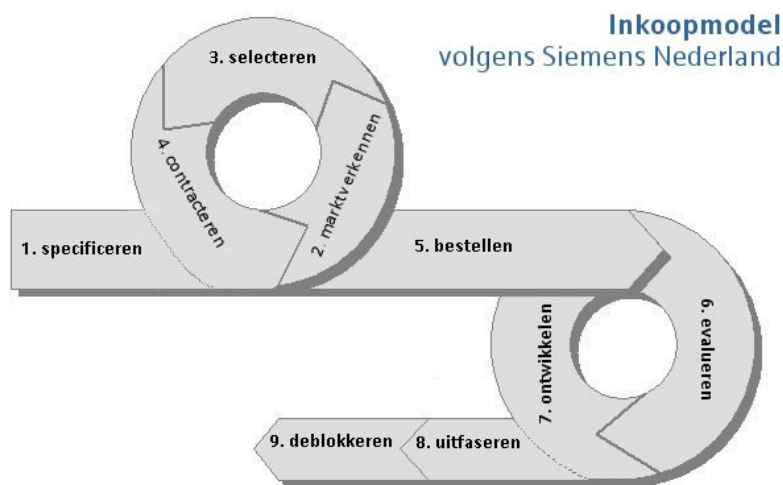 Inkoopmodel
volgens Siemens Nederland
1. specificeren
2. marktverkennen
3. selecteren
4. contracteren
5. bestellen
6. evalueren
7. ontwikkelen
8. uitfaseren
9. deblokkeren